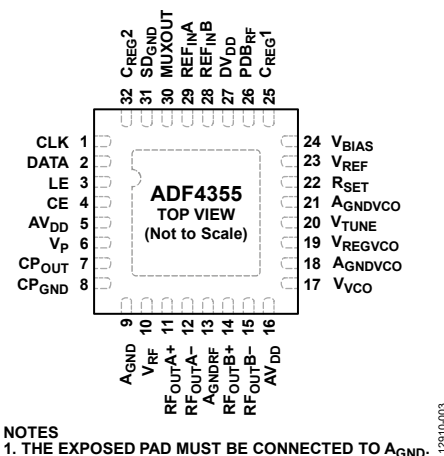 32 CREG2
31 SDGND
30 MUXOUT
29 REFINA
28 REFINB
27 DVDD
26 PDBRF
25 CREG1
CLK 1
DATA 2
LE 3
CE 4
AVDD 5
VP 6
CPOUT 7
CPGND 8
ADF4355
TOP VIEW
(Not to Scale)
24 VBIAS
23 VREF
22 RSET
21 AGNDVCO
20 VTUNE
19 VREGVCO
18 AGNDVCO
17 VVCO
AGND 9
VRF 10
RFOUTA+ 11
RFOUTA− 12
AGNDRF 13
RFOUTB+ 14
RFOUTB− 15
AVDD 16
NOTES
1. THE EXPOSED PAD MUST BE CONNECTED TO AGND.
12910-003